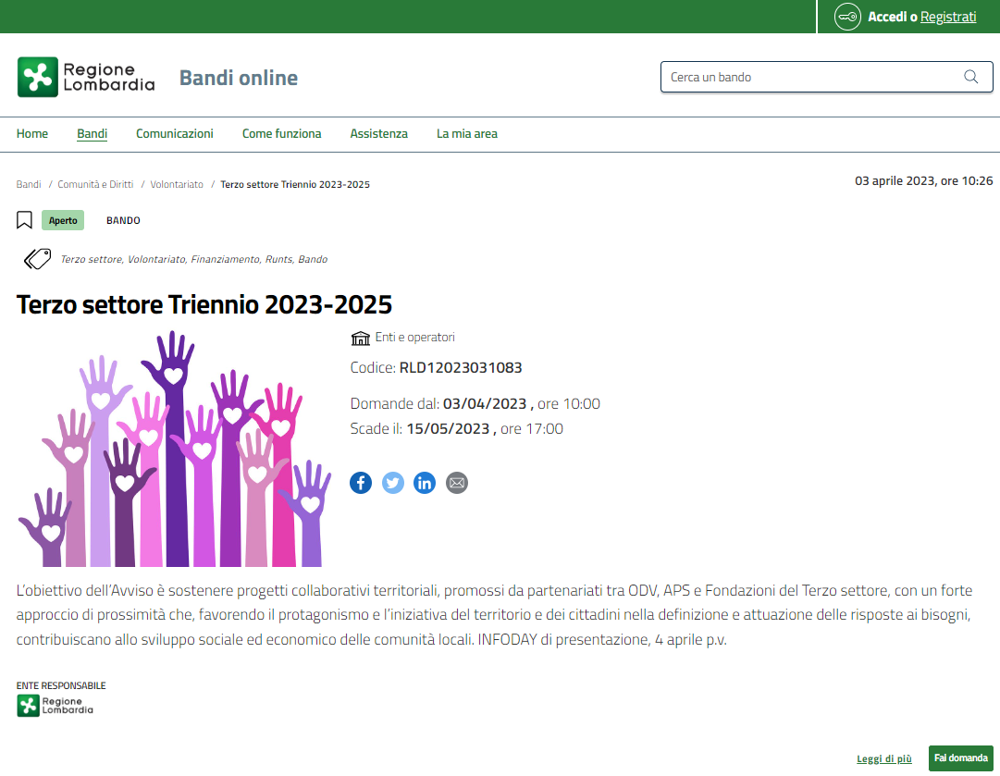 Accedi o Registrati
Regione
Lombardia
Bandi online
Cerca un bando
Home Bandi Comunicazioni Come funziona Assistenza La mia area
Bandi / Comunità e Diritti / Volontariato / Terzo settore Triennio 2023-2025
03 aprile 2023, ore 10:26
Aperto BANDO
Terzo settore, Volontariato, Finanziamento, Runts, Bando
Terzo settore Triennio 2023-2025
Enti e operatori
Codice: RLD12023031083
Domande dal: 03/04/2023 , ore 10:00
Scade il: 15/05/2023 , ore 17:00
L'obiettivo dell'Avviso è sostenere progetti collaborativi territoriali, promossi da partenariati tra ODV, APS e Fondazioni del Terzo settore, con un forte
approccio di prossimità che, favorendo il protagonismo e l'iniziativa del territorio e dei cittadini nella definizione e attuazione delle risposte ai bisogni,
contribuiscano allo sviluppo sociale ed economico delle comunità locali. INFODAY di presentazione, 4 aprile p.v.
ENTE RESPONSABILE
Regione
Lombardia
Leggi di più Fai domanda